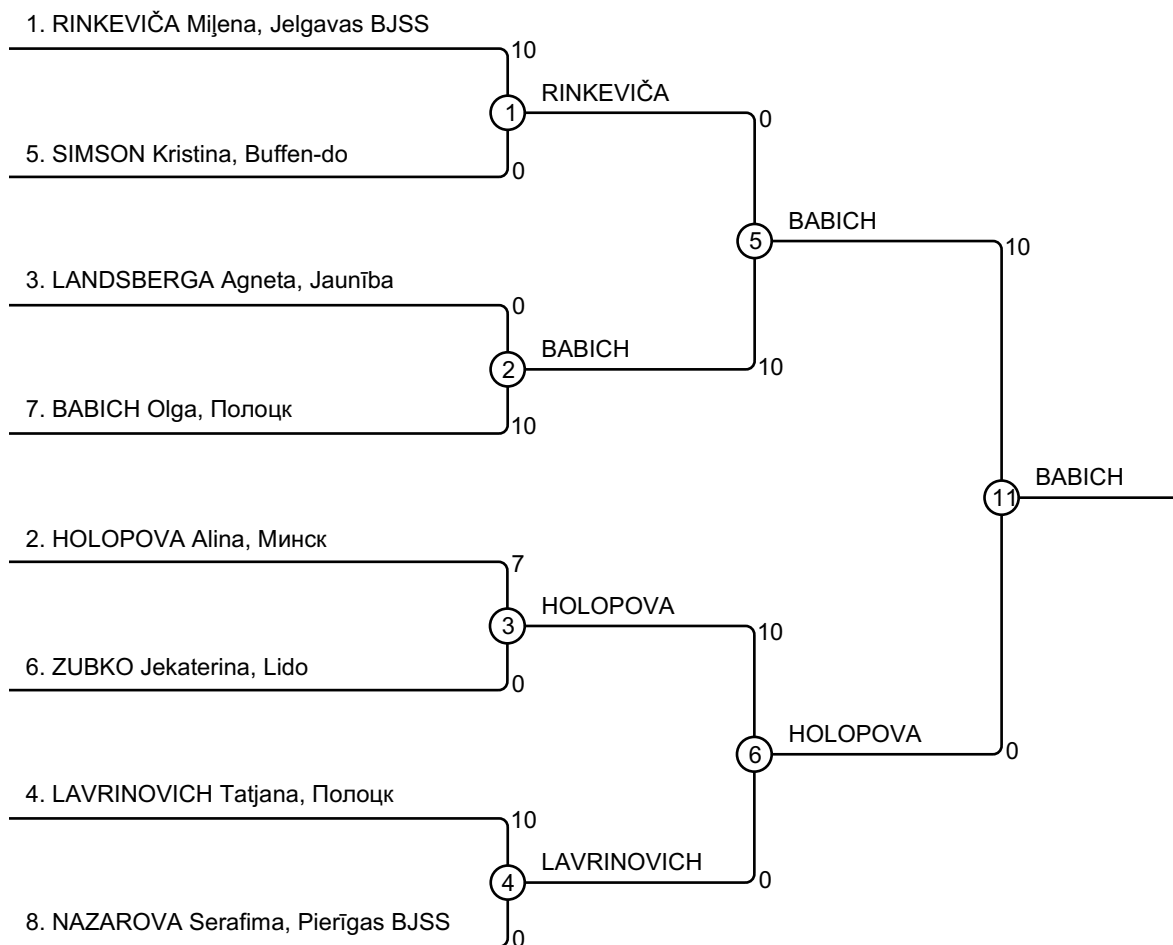 1. RINKEVIČA Miļena, Jelgavas BJSS
10
RINKEVIČA
1
0
5. SIMSON Kristina, Buffen-do
0
BABICH
5
10
3. LANDSBERGA Agneta, Jaunība
0
BABICH
2
10
7. BABICH Olga, Полоцк
10
BABICH
11
2. HOLOPOVA Alina, Минск
7
HOLOPOVA
3
10
6. ZUBKO Jekaterina, Lido
0
HOLOPOVA
6
0
4. LAVRINOVICH Tatjana, Полоцк
10
LAVRINOVICH
4
0
8. NAZAROVA Serafima, Pierīgas BJSS
0